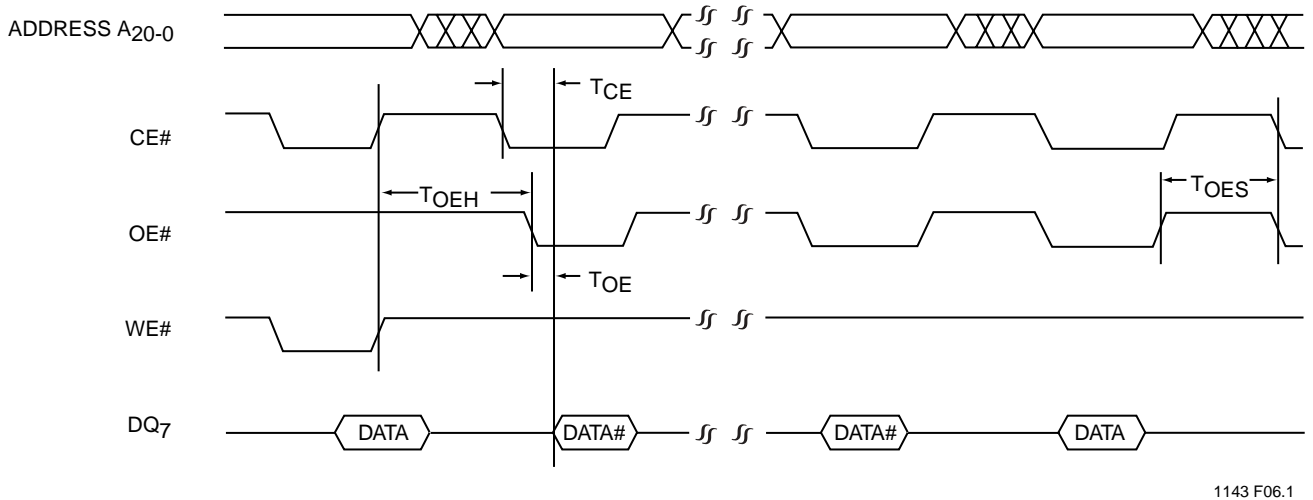 ADDRESS A20-0
TCE
CE#
TOEH
TOES
OE#
TOE
WE#
DQ7
DATA
DATA#
DATA#
DATA
1143 F06.1